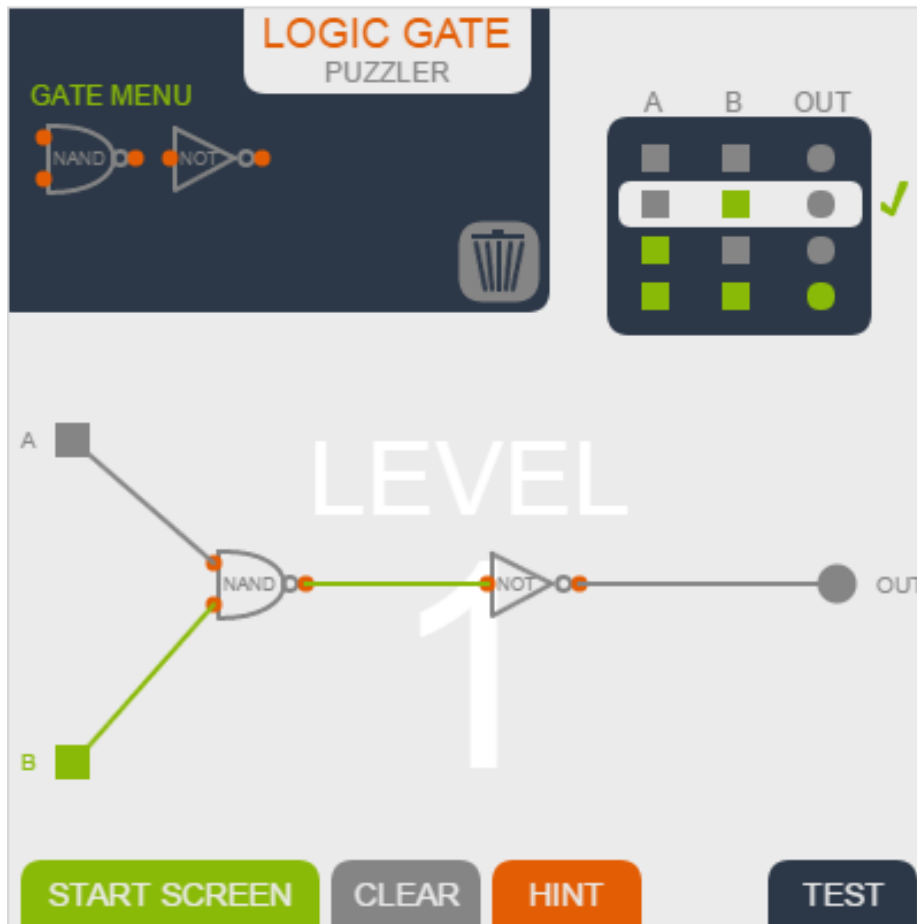 LOGIC GATE
PUZZLER
GATE MENU
NAND NOT
A B OUT
A
LEVEL
1
NAND NOT
OUT
B
START SCREEN CLEAR HINT TEST